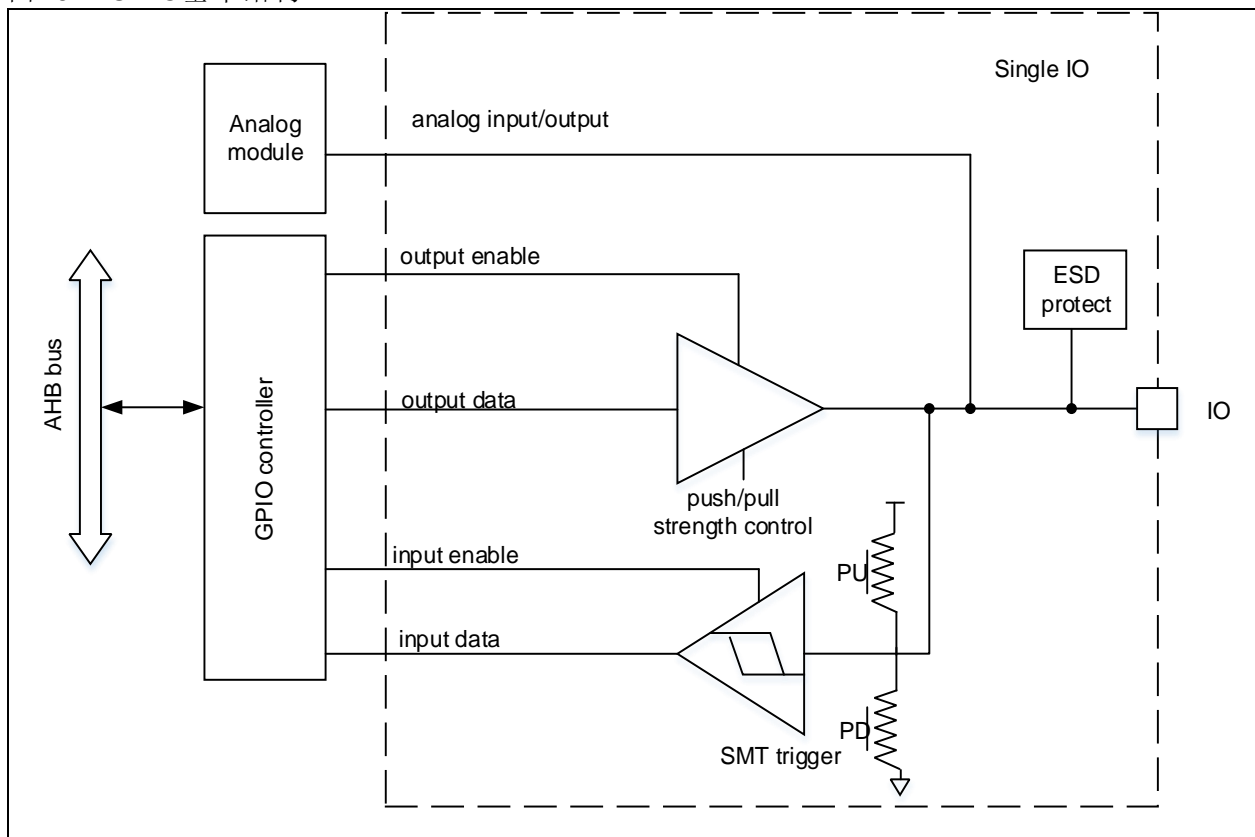 Single IO
Analog
module
analog input/output
output enable
ESD
protect
AHB bus
GPIO controller
output data
IO
push/pull
strength control
input enable
PU
input data
PD
SMT trigger